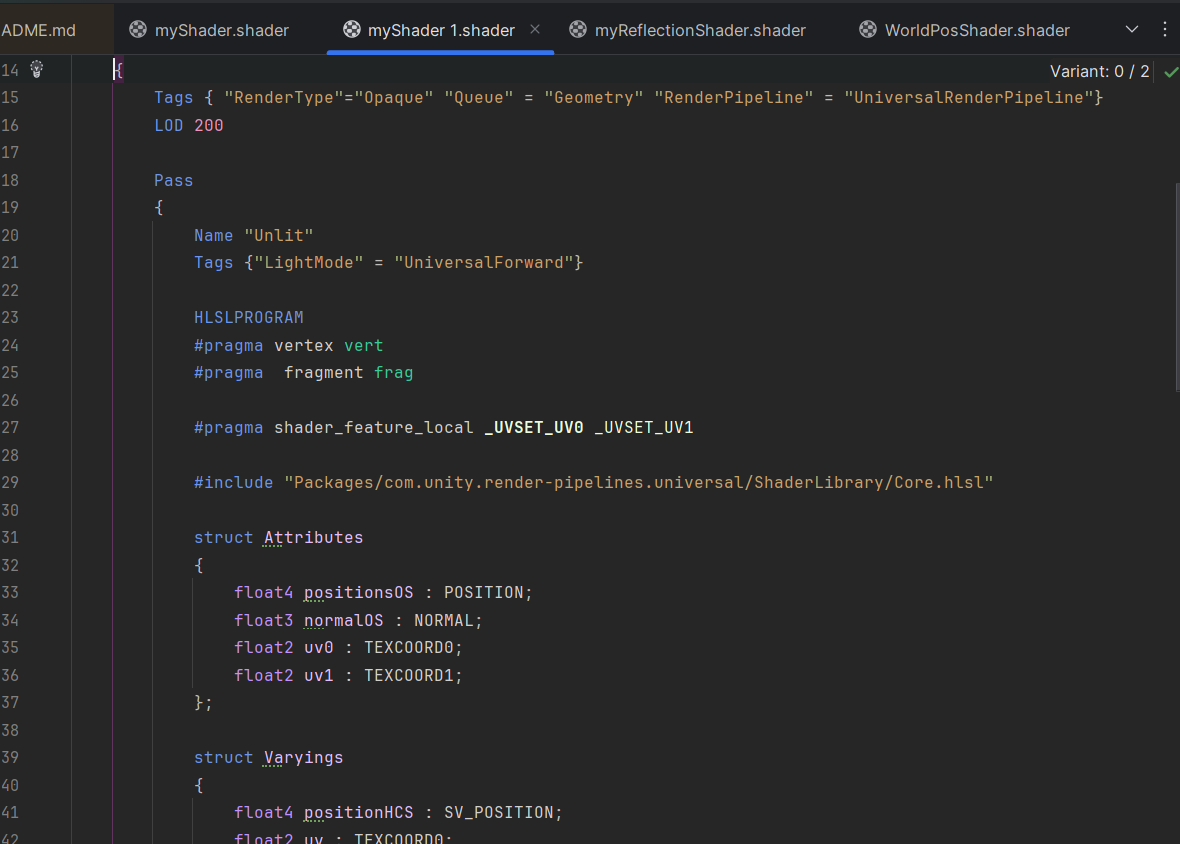 ADME.md myShader.shader myShader 1.shader myReflectionShader.shader WorldPosShader.shader
14 { Variant: 0 / 2
15 Tags { "RenderType"="Opaque" "Queue" = "Geometry" "RenderPipeline" = "UniversalRenderPipeline"}
16 LOD 200
17
18 Pass
19 {
20 Name "Unlit"
21 Tags {"LightMode" = "UniversalForward"}
22
23 HLSLPROGRAM
24 #pragma vertex vert
25 #pragma  fragment frag
26
27 #pragma shader_feature_local _UVSET_UV0 _UVSET_UV1
28
29 #include "Packages/com.unity.render-pipelines.universal/ShaderLibrary/Core.hlsl"
30
31 struct Attributes
32 {
33 float4 positionsOS : POSITION;
34 float3 normalOS : NORMAL;
35 float2 uv0 : TEXCOORD0;
36 float2 uv1 : TEXCOORD1;
37 };
38
39 struct Varyings
40 {
41 float4 positionHCS : SV_POSITION;
42 float2 uv : TEXCOORD0;